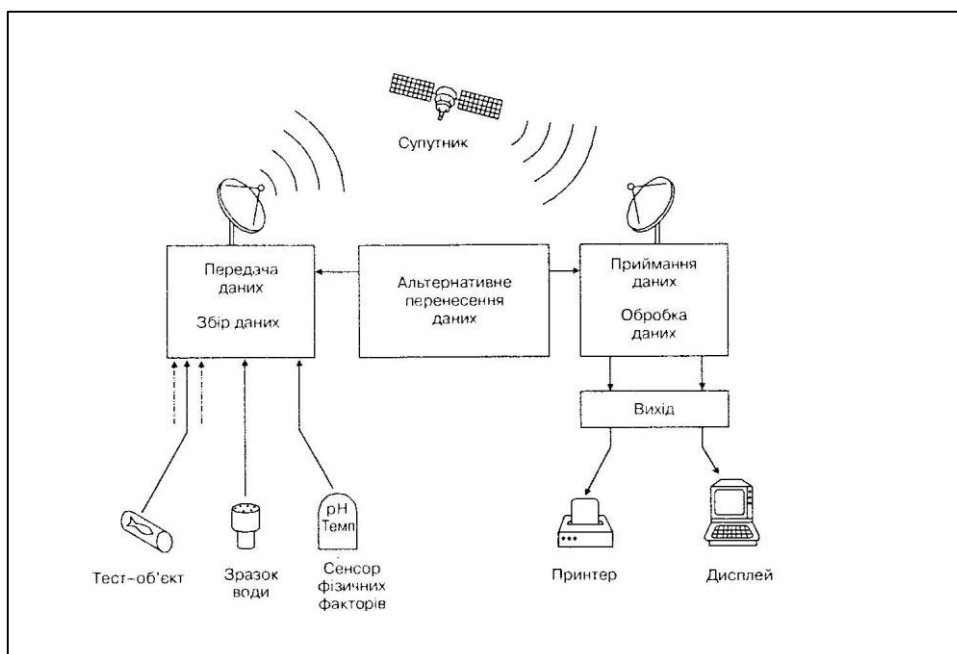 Супутник
Передача
даних
Збір даних
Альтернативне
перенесення
даних
Приймання
даних
Обробка
даних
Вихід
pH
Темп
Тест-об'єкт
Зразок
води
Сенсор
фізичних
факторів
Принтер
Дисплей